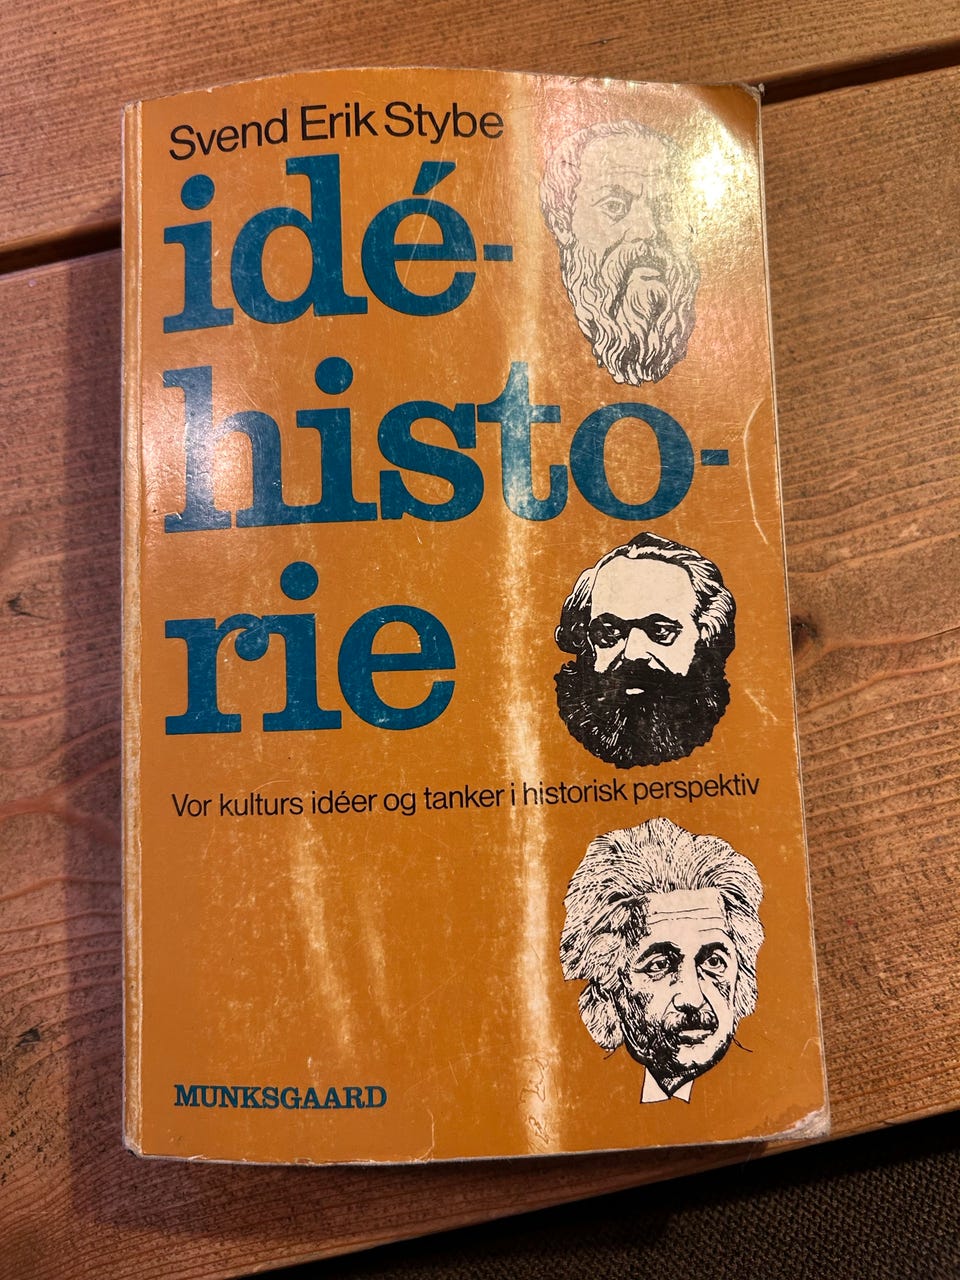 Svend Erik Stybe
idé-
histo-
rie
Vor kulturs idéer og tanker i historisk perspektiv
MUNKSGAARD